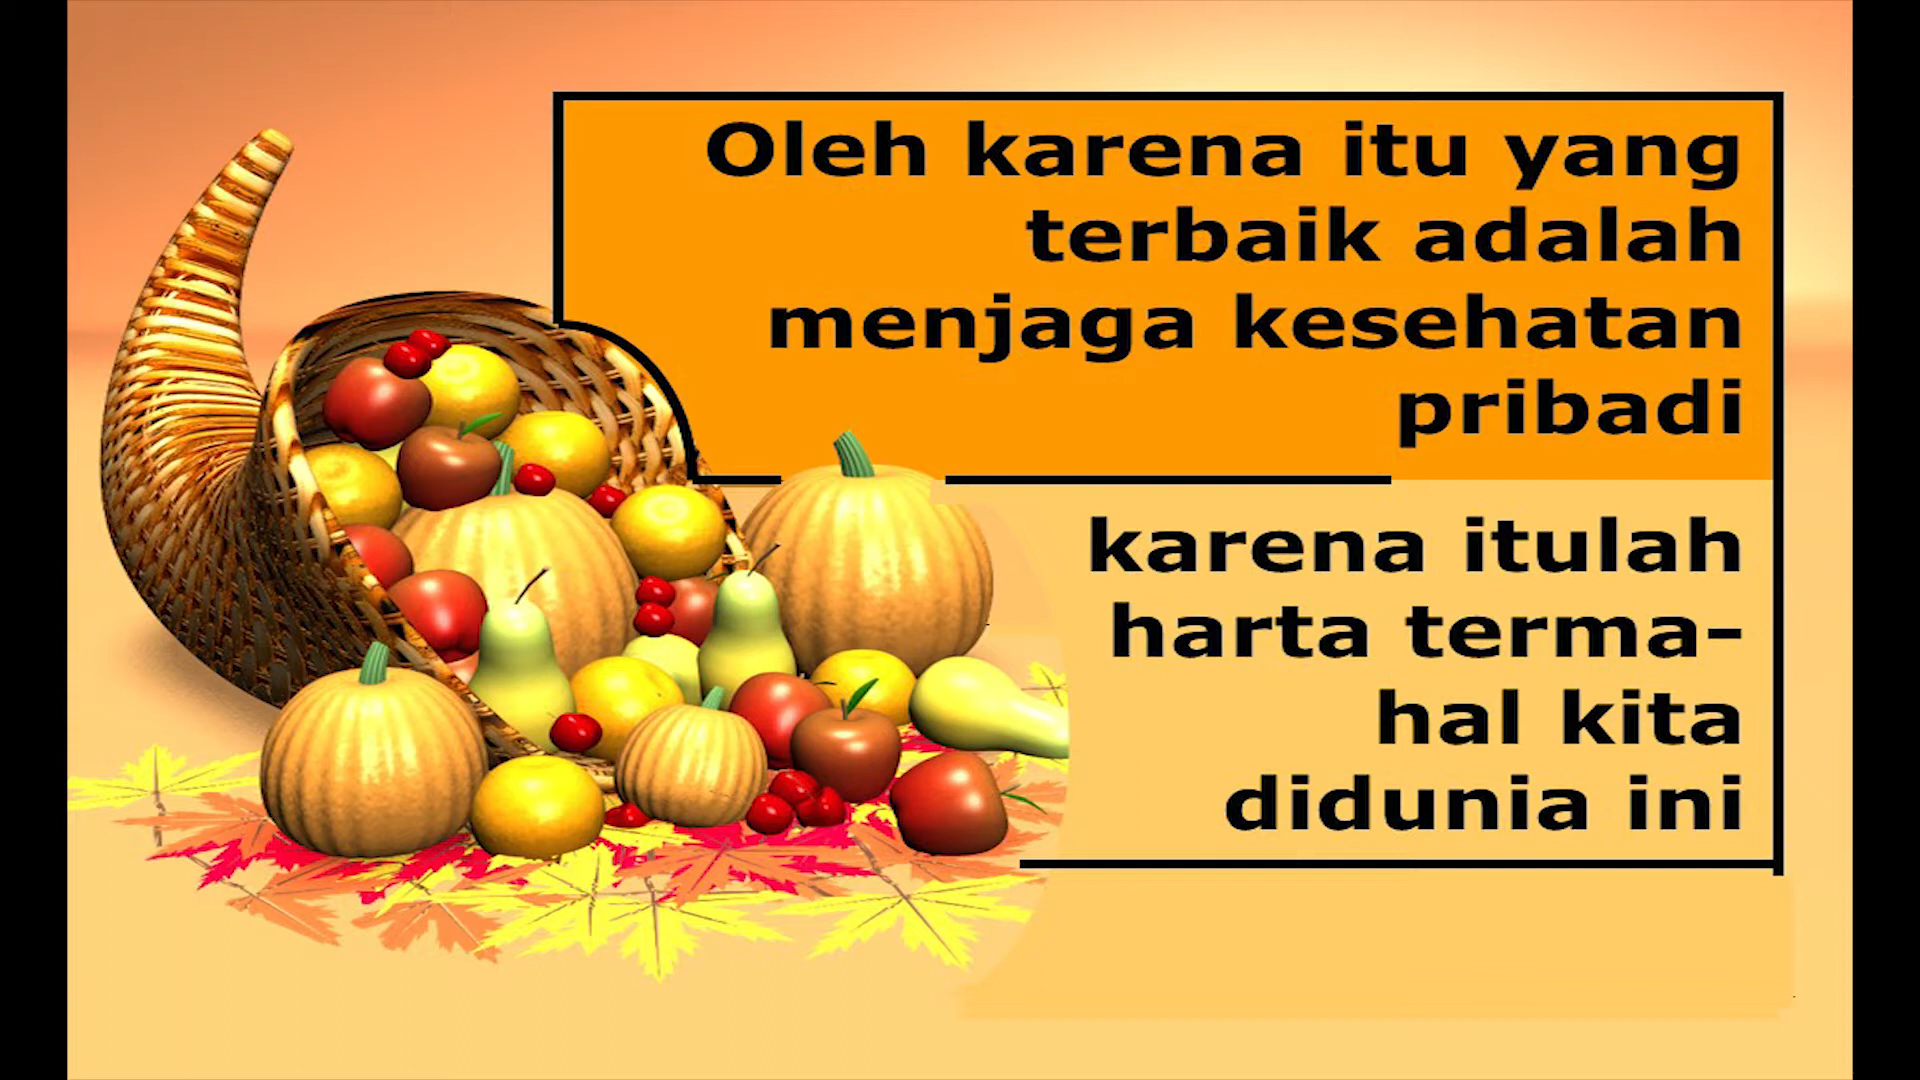 Oleh karena itu yang
terbaik adalah
menjaga kesehatan
pribadi
karena itulah
harta terma-
hal kita
didunia ini